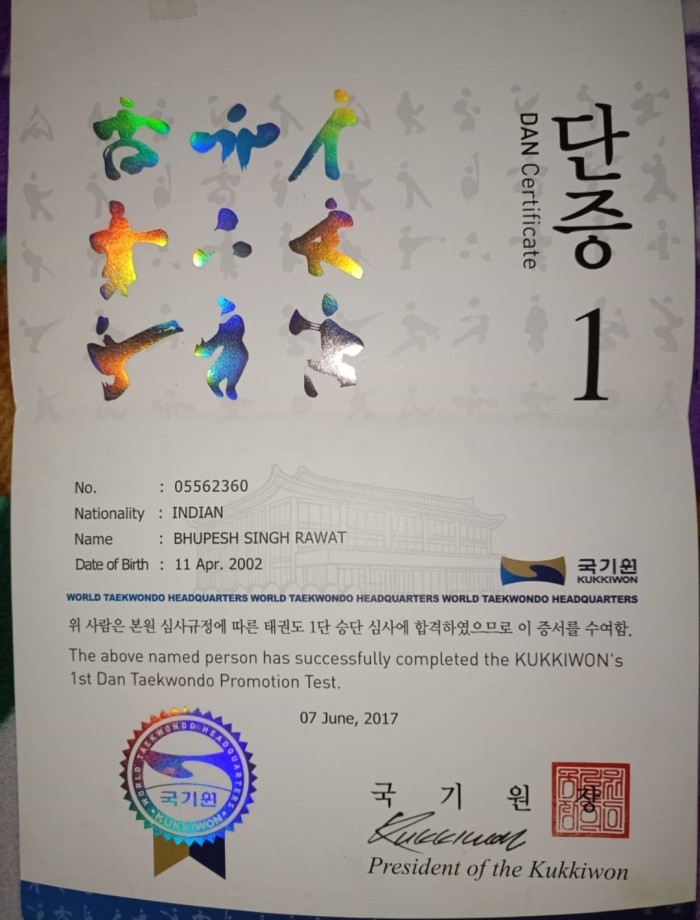 단증
DAN Certificate
1
No. : 05562360
Nationality : INDIAN
Name : BHUPESH SINGH RAWAT
Date of Birth : 11 Apr. 2002
국기원
KUKKIWON
WORLD TAEKWONDO HEADQUARTERS WORLD TAEKWONDO HEADQUARTERS WORLD TAEKWONDO HEADQUARTERS
위 사람은 본원 심사규정에 따른 태권도 1단 승단 심사에 합격하였으므로 이 증서를 수여함.
The above named person has successfully completed the KUKKIWON's
1st Dan Taekwondo Promotion Test.
07 June, 2017
WORLD TAEKWONDO HEADQUARTERS
국기원
KUKKIWON
국 기 원 장
Kukkiwon
President of the Kukkiwon